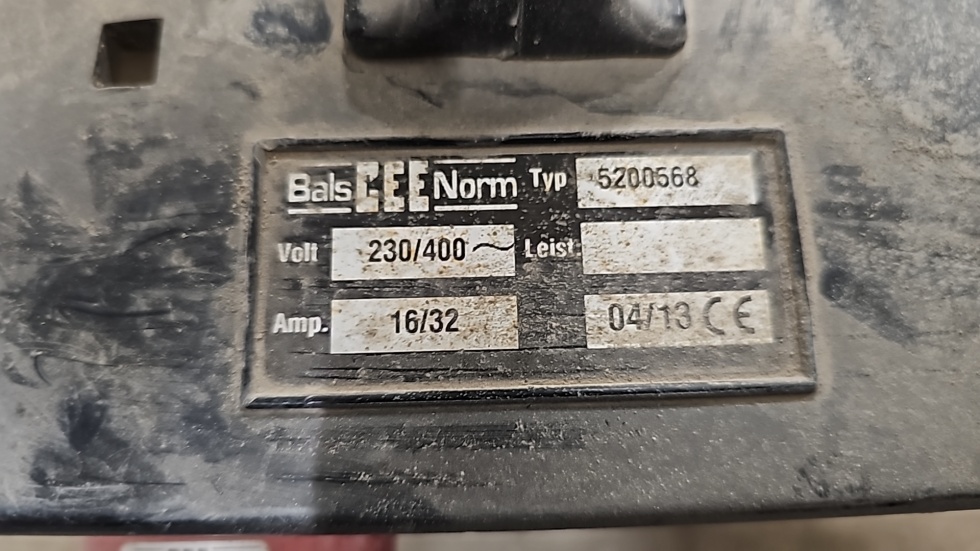 Bals CEE Norm Typ 5200568
Volt 230/400~ Leist
Amp. 16/32 04/13 CE